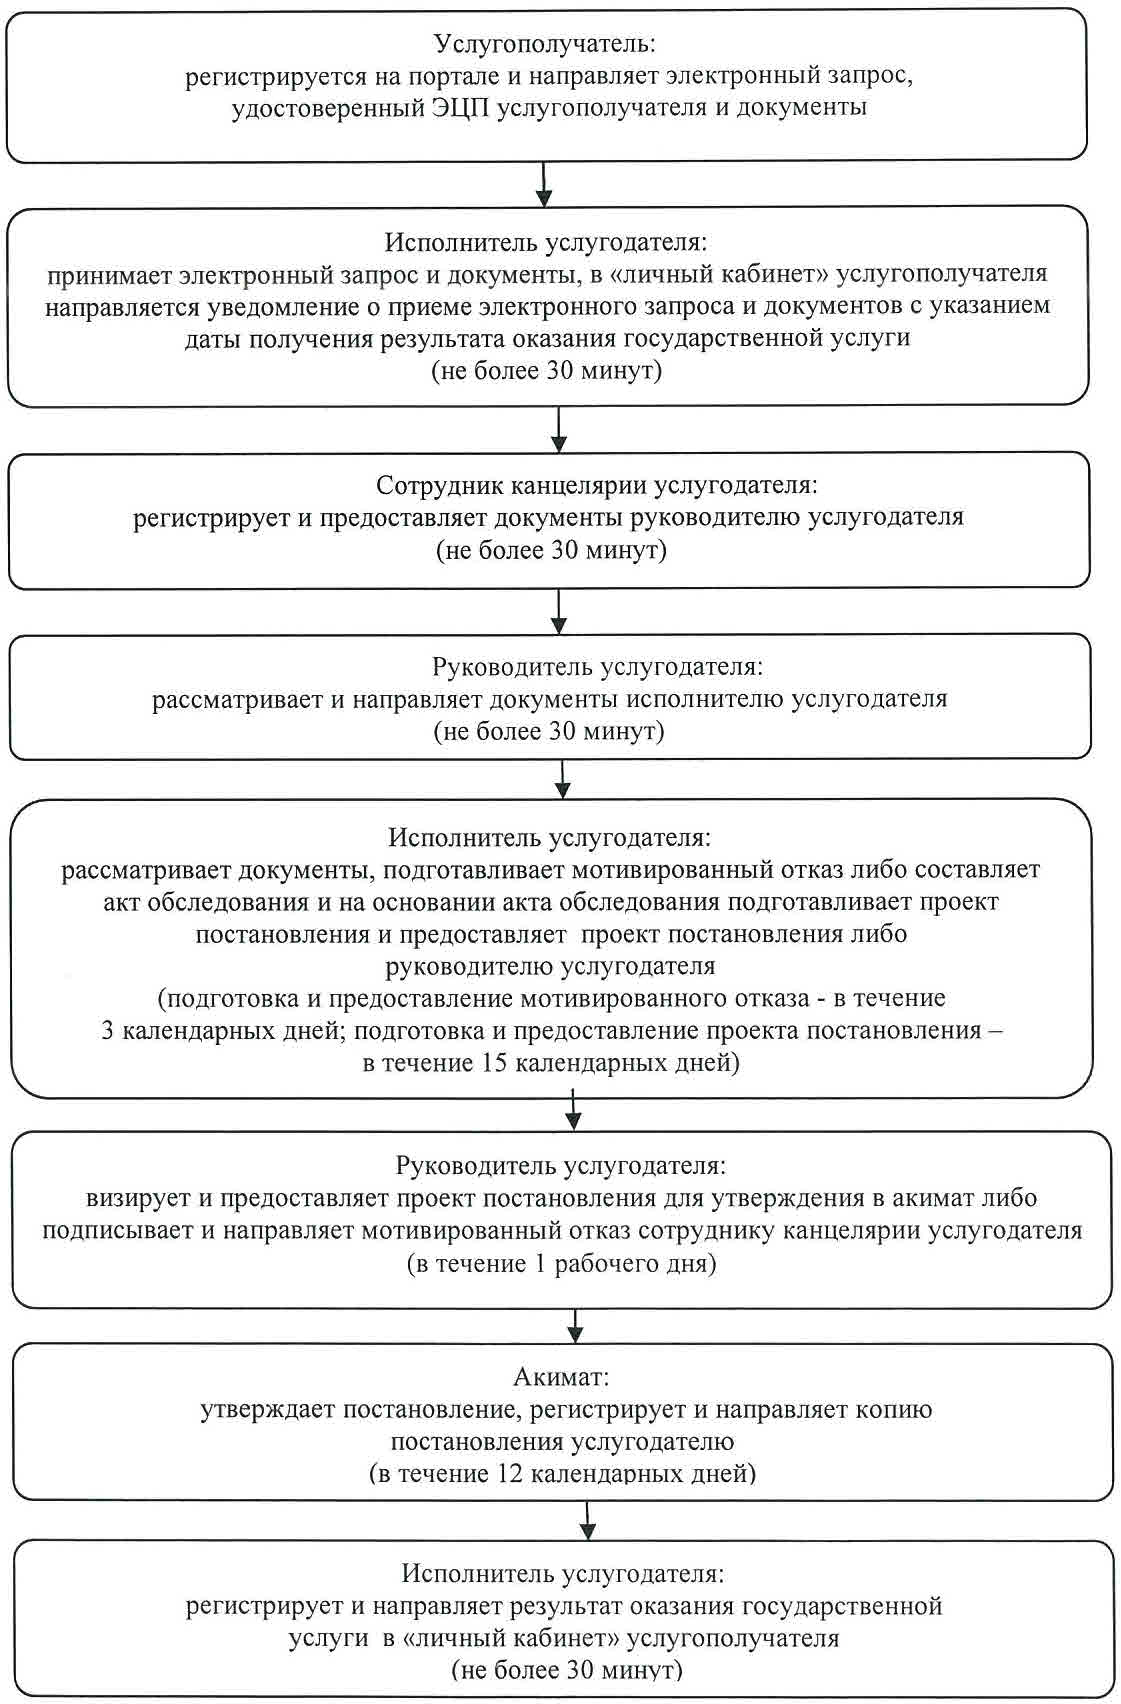 Услугополучатель:
регистрируется на портале и направляет электронный запрос,
удостоверенный ЭЦП услугополучателя и документы
Исполнитель услугодателя:
принимает электронный запрос и документы, в «личный кабинет» услугополучателя
направляется уведомление о приеме электронного запроса и документов с указанием
даты получения результата оказания государственной услуги
(не более 30 минут)
Сотрудник канцелярии услугодателя:
регистрирует и предоставляет документы руководителю услугодателя
(не более 30 минут)
Руководитель услугодателя:
рассматривает и направляет документы исполнителю услугодателя
(не более 30 минут)
Исполнитель услугодателя:
рассматривает документы, подготавливает мотивированный отказ либо составляет
акт обследования и на основании акта обследования подготавливает проект
постановления и предоставляет проект постановления либо
руководителю услугодателя
(подготовка и предоставление мотивированного отказа - в течение
3 календарных дней; подготовка и предоставление проекта постановления –
в течение 15 календарных дней)
Руководитель услугодателя:
визирует и предоставляет проект постановления для утверждения в акимат либо
подписывает и направляет мотивированный отказ сотруднику канцелярии услугодателя
(в течение 1 рабочего дня)
Акимат:
утверждает постановление, регистрирует и направляет копию
постановления услугодателю
(в течение 12 календарных дней)
Исполнитель услугодателя:
регистрирует и направляет результат оказания государственной
услуги в «личный кабинет» услугополучателя
(не более 30 минут)